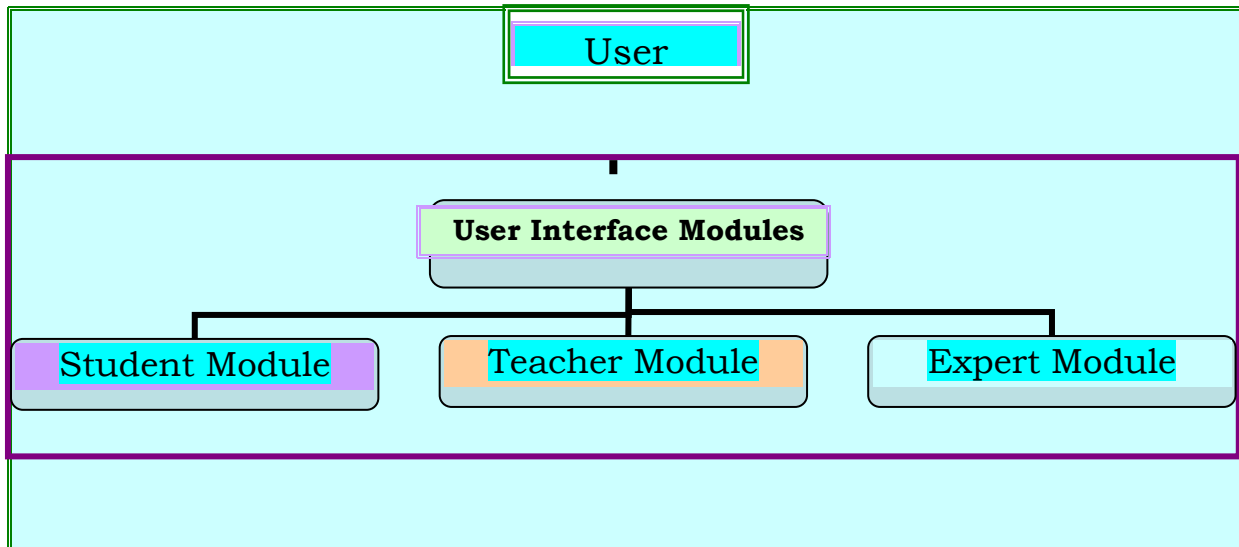 User
User Interface Modules
Student Module
Teacher Module
Expert Module